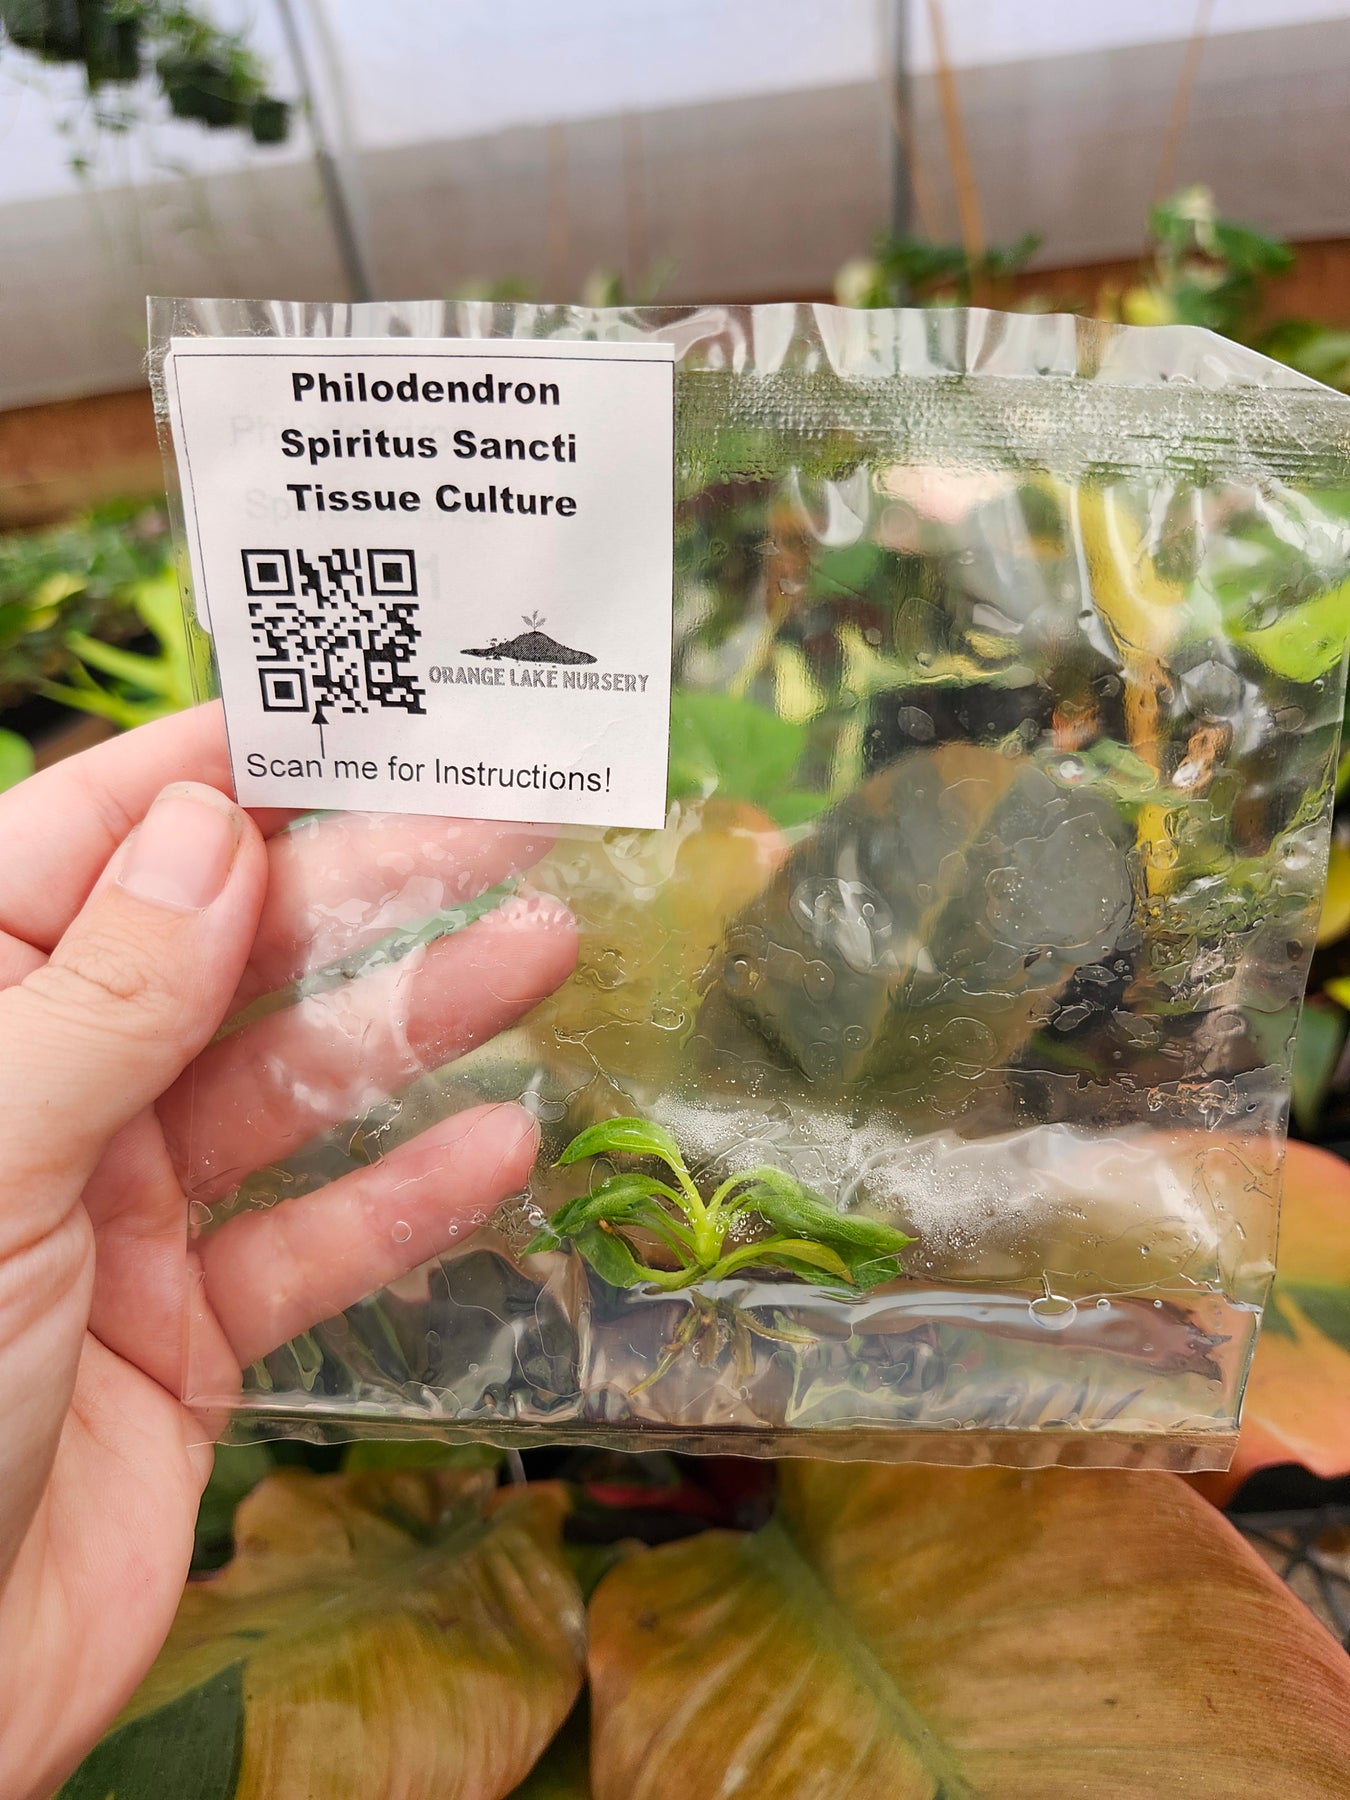 Philodendron
Spiritus Sancti
Tissue Culture
ORANGE LAKE NURSERY
Scan me for Instructions!